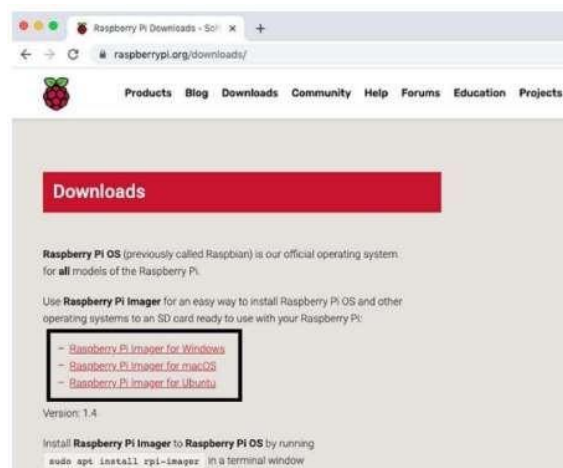 Raspberry Pi Downloads - Sof
raspberrypi.org/downloads/
Products Blog Downloads Community Help Forums Education Projects
Downloads
Raspberry Pi OS (previously called Raspbian) is our official operating system
for all models of the Raspberry Pi.
Use Raspberry Pi Imager for an easy way to install Raspberry Pi OS and other
operating systems to an SD card ready to use with your Raspberry Pi:
– Raspberry Pi Imager for Windows
– Raspberry Pi Imager for macOS
– Raspberry Pi Imager for Ubuntu
Version: 1.4
Install Raspberry Pi Imager to Raspberry Pi OS by running
sudo apt install rpi-imager in a terminal window